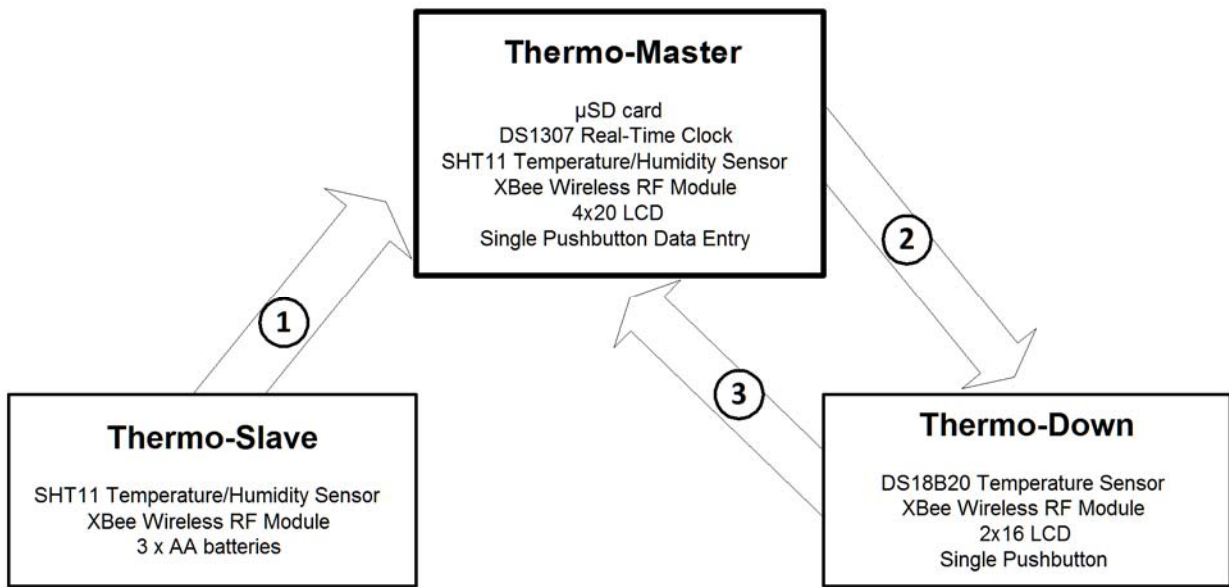 Thermo-Master
µSD card
DS1307 Real-Time Clock
SHT11 Temperature/Humidity Sensor
XBee Wireless RF Module
4x20 LCD
Single Pushbutton Data Entry
1
2
3
Thermo-Slave
SHT11 Temperature/Humidity Sensor
XBee Wireless RF Module
3 x AA batteries
Thermo-Down
DS18B20 Temperature Sensor
XBee Wireless RF Module
2x16 LCD
Single Pushbutton